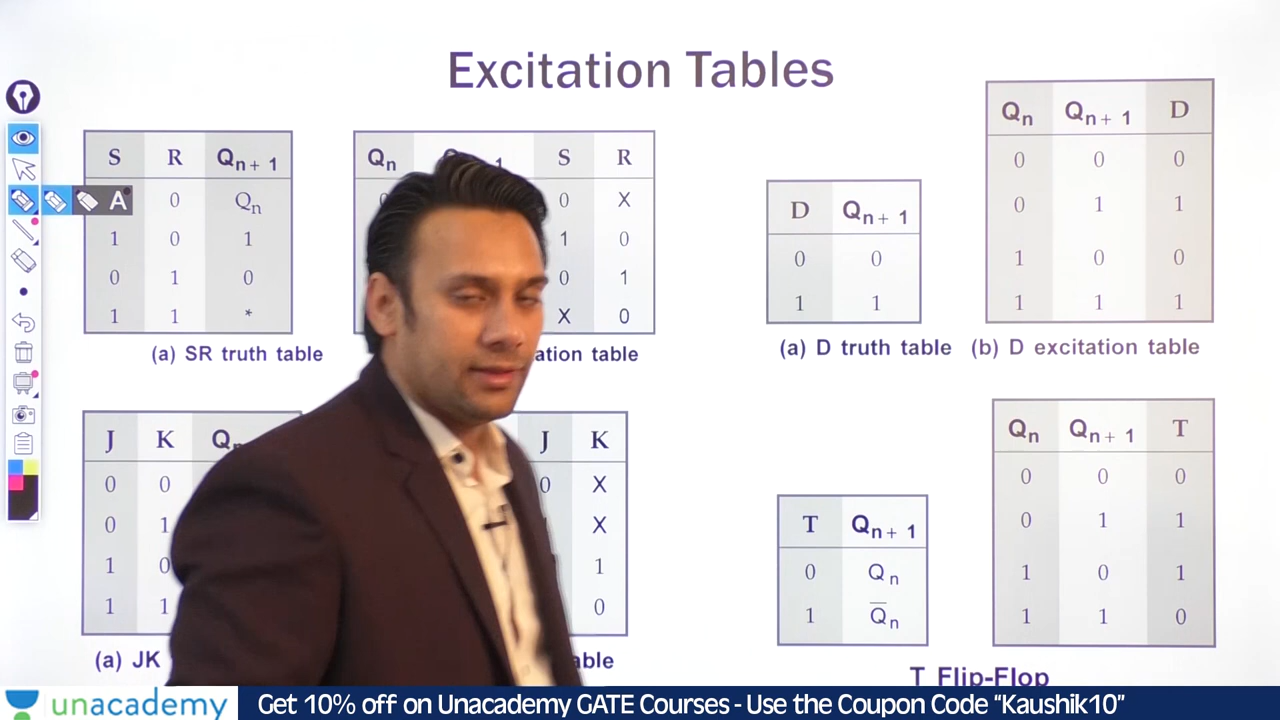 Excitation Tables
S R Qn+1
0 Qn
1 0 1
0 1 0
1 1 *
(a) SR truth table
Qn 1 S R
0 X
1 0
0 1
X 0
ation table
D Qn+1
0 0
1 1
(a) D truth table
Qn Qn+1 D
0 0 0
0 1 1
1 0 0
1 1 1
(b) D excitation table
J K Q
0 0
0 1
1 0
1 1
(a) JK
J K
0 X
X
1
0
able
T Qn+1
0 Qn
1 Q̅n
Qn Qn+1 T
0 0 0
0 1 1
1 0 1
1 1 0
T Flip-Flop
A
unacademy
Get 10% off on Unacademy GATE Courses - Use the Coupon Code “Kaushik10”